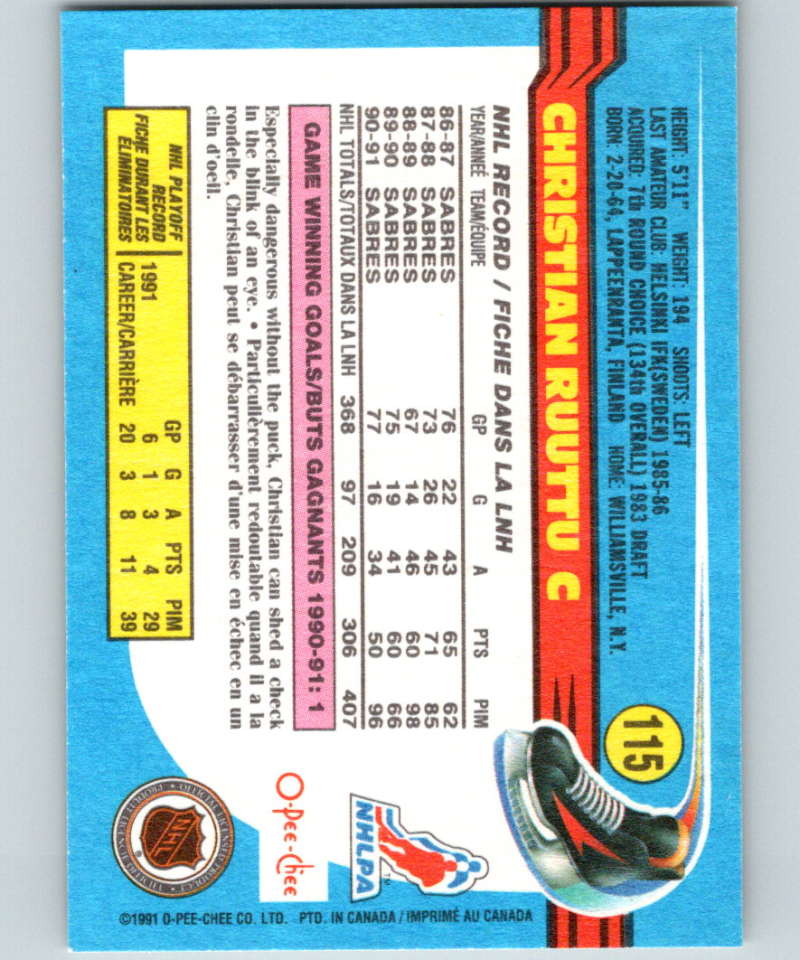 115
HEIGHT: 5'11" WEIGHT: 194 SHOOTS: LEFT
LAST AMATEUR CLUB: HELSINKI IFK(SWEDEN) 1985-86
ACQUIRED: 7th ROUND CHOICE (134th OVERALL) 1983 DRAFT
BORN: 2-20-64, LAPPEENRANTA, FINLAND HOME: WILLIAMSVILLE, N.Y.
CHRISTIAN RUUTTU C
NHL RECORD / FICHE DANS LA LNH
YEAR/ANNEÉ TEAM/ÉQUIPE GP G A PTS PIM
86-87 SABRES 76 22 43 65 62
87-88 SABRES 73 26 45 71 85
88-89 SABRES 67 14 46 60 98
89-90 SABRES 75 19 41 60 66
90-91 SABRES 77 16 34 50 96
NHL TOTALS/TOTAUX DANS LA LNH 368 97 209 306 407
GAME WINNING GOALS/BUTS GAGNANTS 1990-91: 1
Especially dangerous without the puck, Christian can shed a check
in the blink of an eye. • Particulièrement redoutable quand il a la
rondelle, Christian peut se débarrasser d'une mise en échec en un
clin d'oeil.
NHL PLAYOFF
RECORD
FICHE DURANT LES
ÉLIMINATOIRES
GP G A PTS PIM
1991 6 1 3 4 29
CAREER/CARRIÈRE 20 3 8 11 39
NHLPA
TM
O-Pee-Chee
NHL
©1991 O-PEE-CHEE CO. LTD. PTD. IN CANADA / IMPRIMÉ AU CANADA